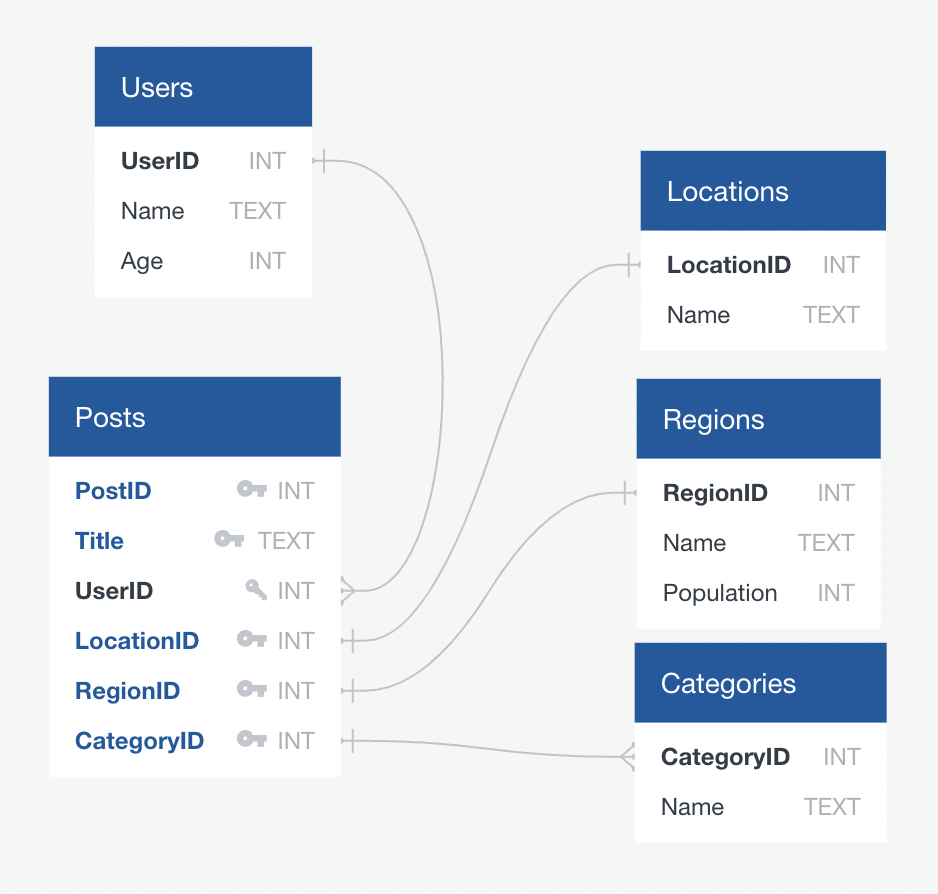 Users
UserID INT
Name TEXT
Age INT
Posts
PostID INT
Title TEXT
UserID INT
LocationID INT
RegionID INT
CategoryID INT
Locations
LocationID INT
Name TEXT
Regions
RegionID INT
Name TEXT
Population INT
Categories
CategoryID INT
Name TEXT